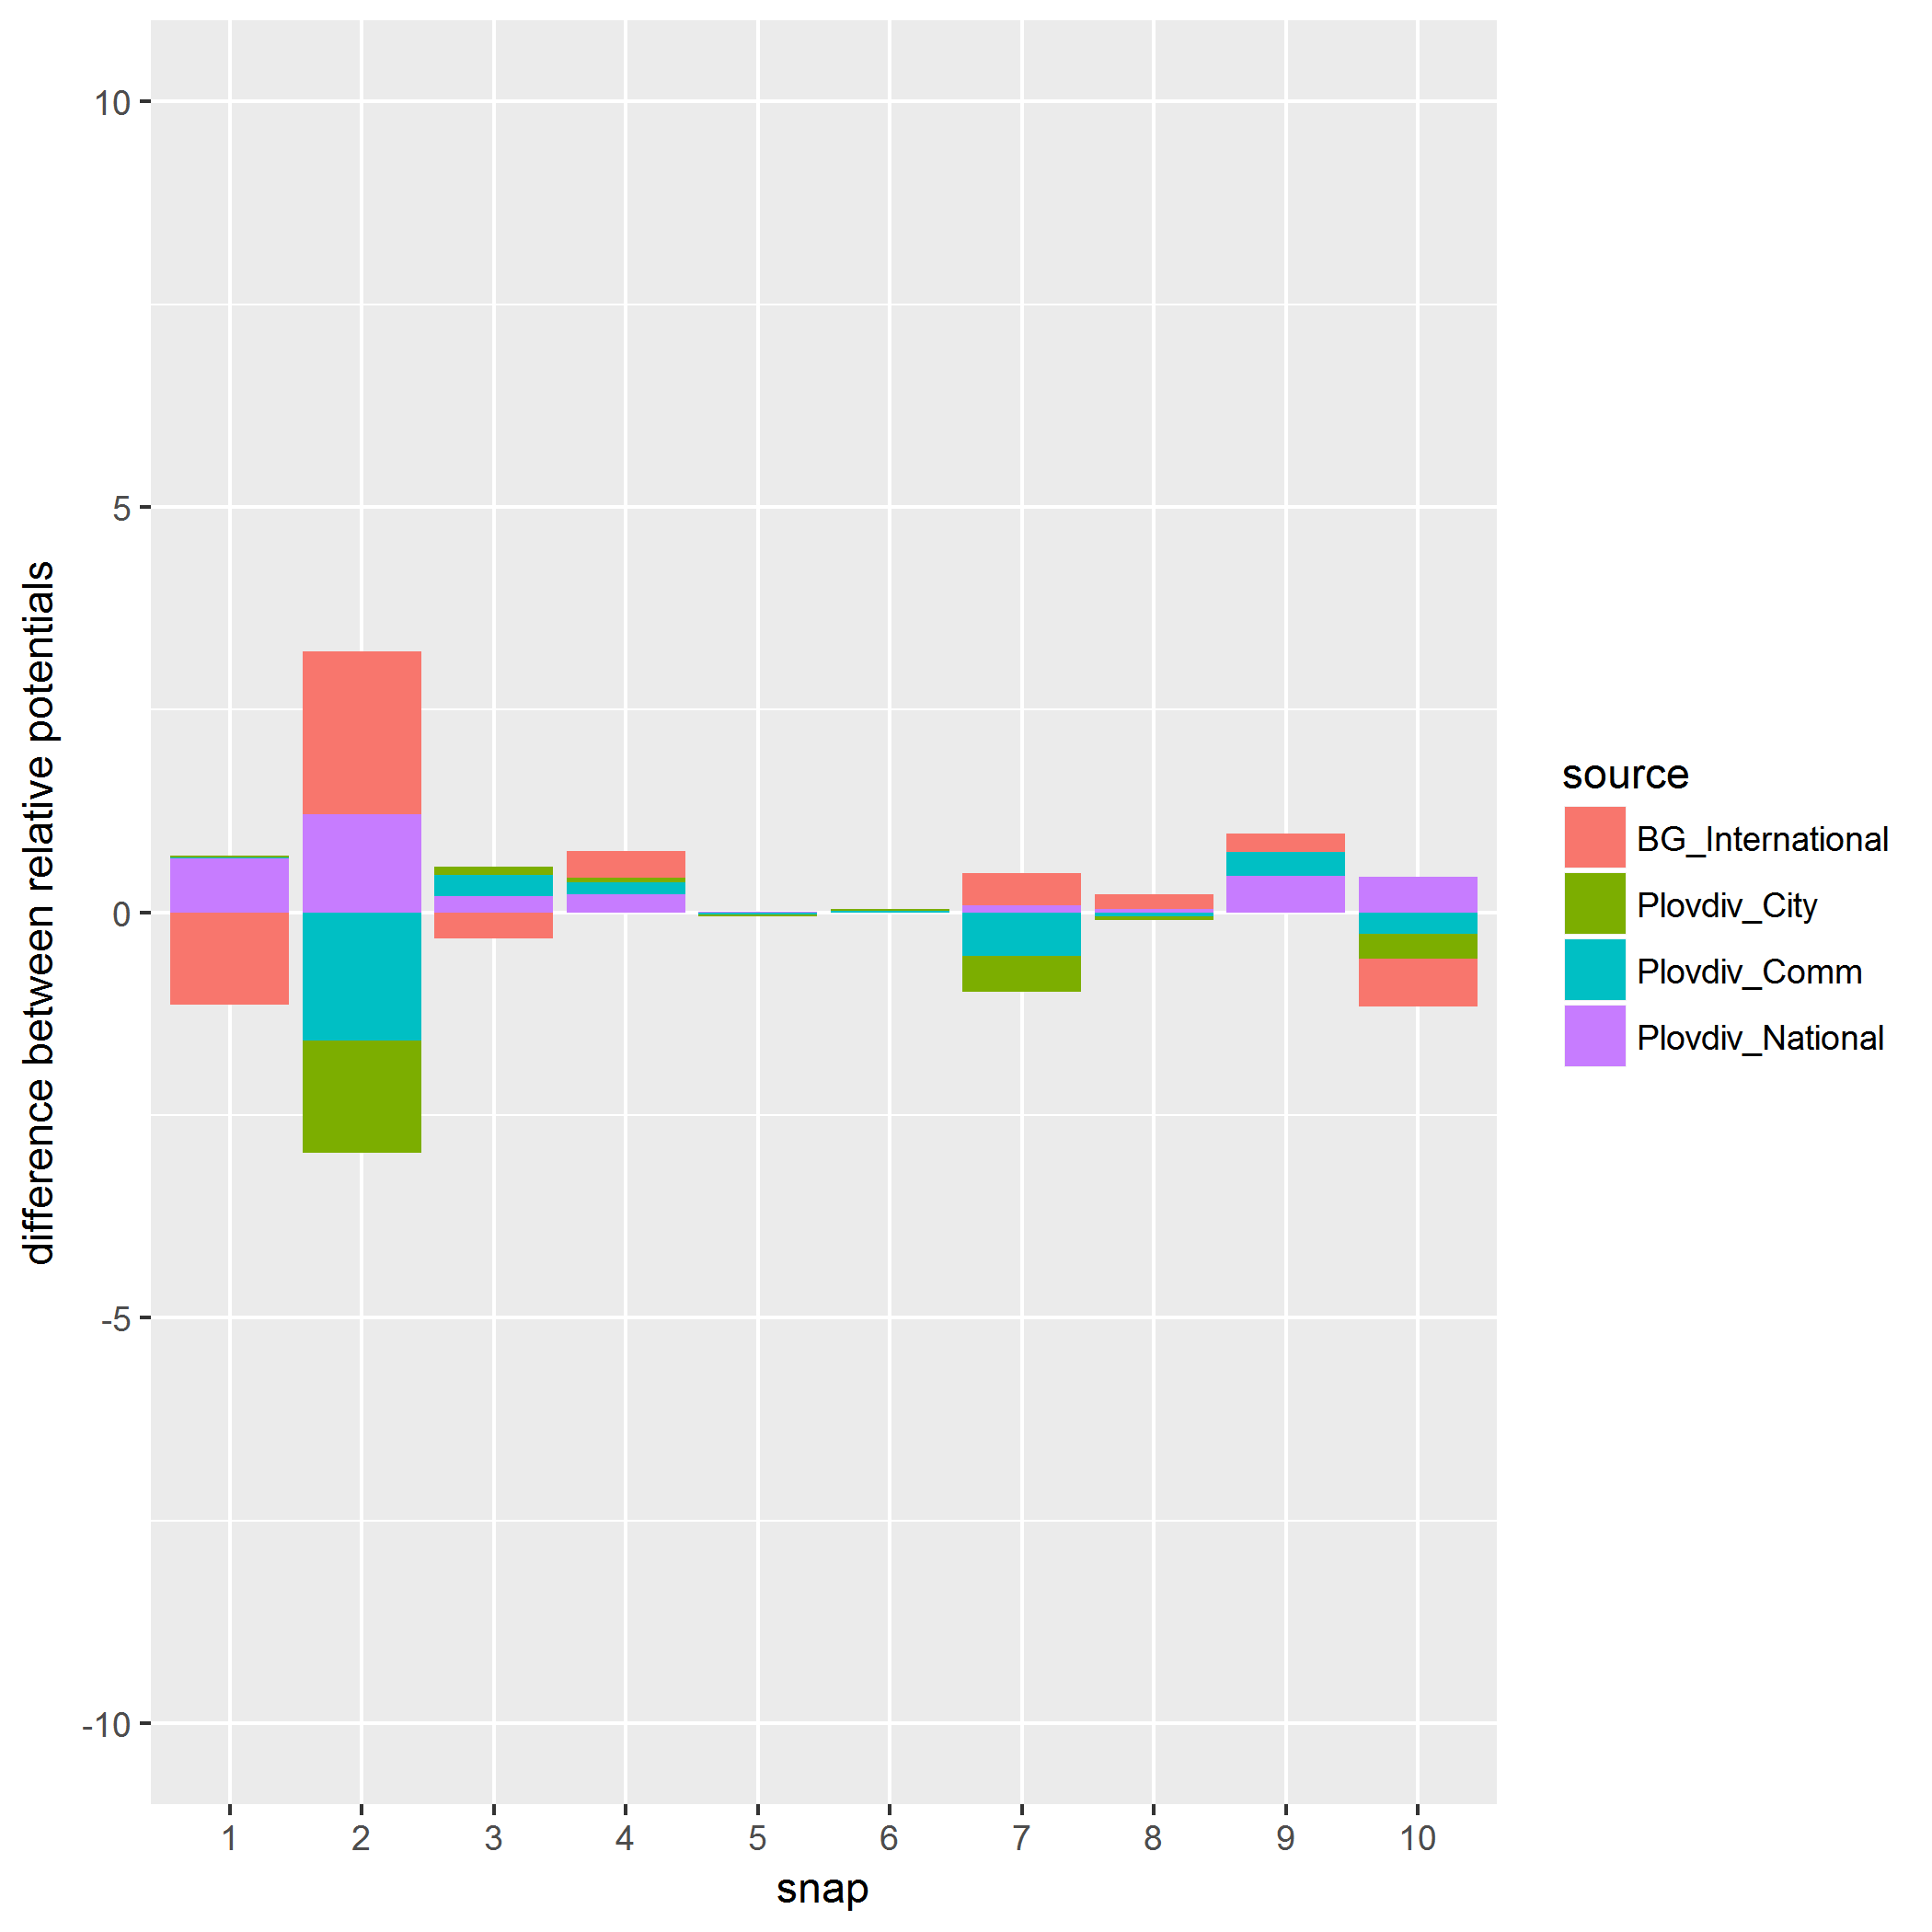 difference between relative potentials
10
5
0
-5
-10
1 2 3 4 5 6 7 8 9 10
snap
source
BG_International
Plovdiv_City
Plovdiv_Comm
Plovdiv_National